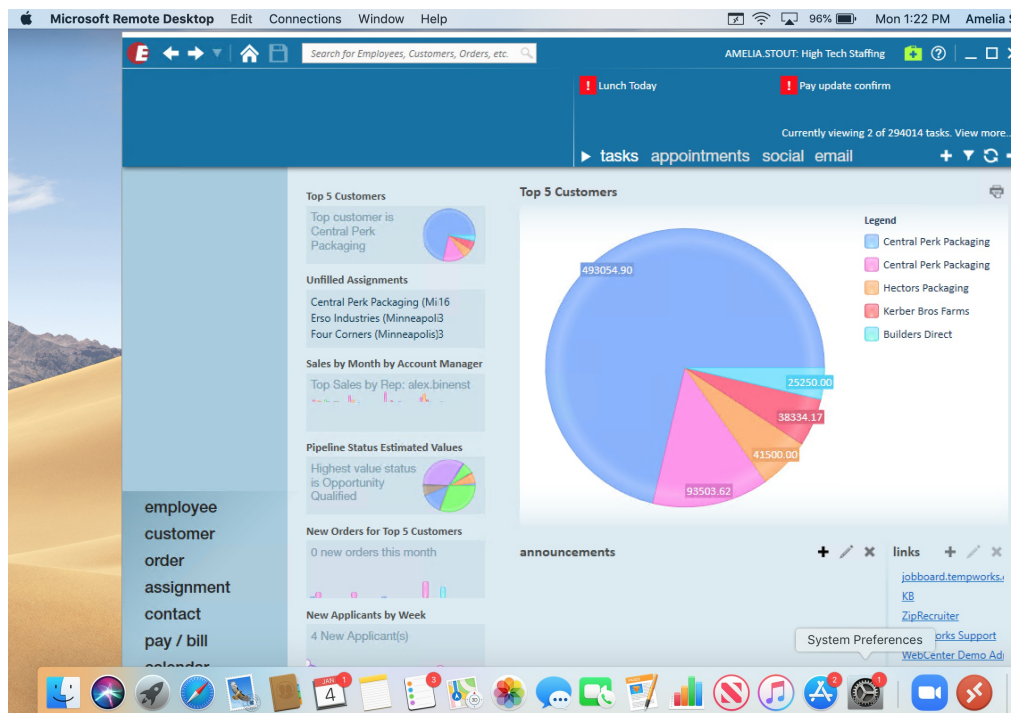 Microsoft Remote Desktop Edit Connections Window Help 96% Mon 1:22 PM Amelia S
E Search for Employees, Customers, Orders, etc. AMELIA.STOUT: High Tech Staffing
! Lunch Today ! Pay update confirm
Currently viewing 2 of 294014 tasks. View more..
tasks appointments social email
Top 5 Customers
Top customer is
Central Perk
Packaging
Unfilled Assignments
Central Perk Packaging (Mi16
Erso Industries (Minneapoli3
Four Corners (Minneapolis)3
Sales by Month by Account Manager
Top Sales by Rep: alex.binenst
Pipeline Status Estimated Values
Highest value status
is Opportunity
Qualified
New Orders for Top 5 Customers
0 new orders this month
New Applicants by Week
4 New Applicant(s)
Top 5 Customers
Legend
Central Perk Packaging
Central Perk Packaging
Hectors Packaging
Kerber Bros Farms
Builders Direct
493054.90
25250.00
38334.17
41500.00
93503.62
announcements
links
jobboard.tempworks.
KB
ZipRecruiter
orks Support
WebCenter Demo Adi
System Preferences
employee
customer
order
assignment
contact
pay / bill
calendar
JAN
4
1
3
2
1